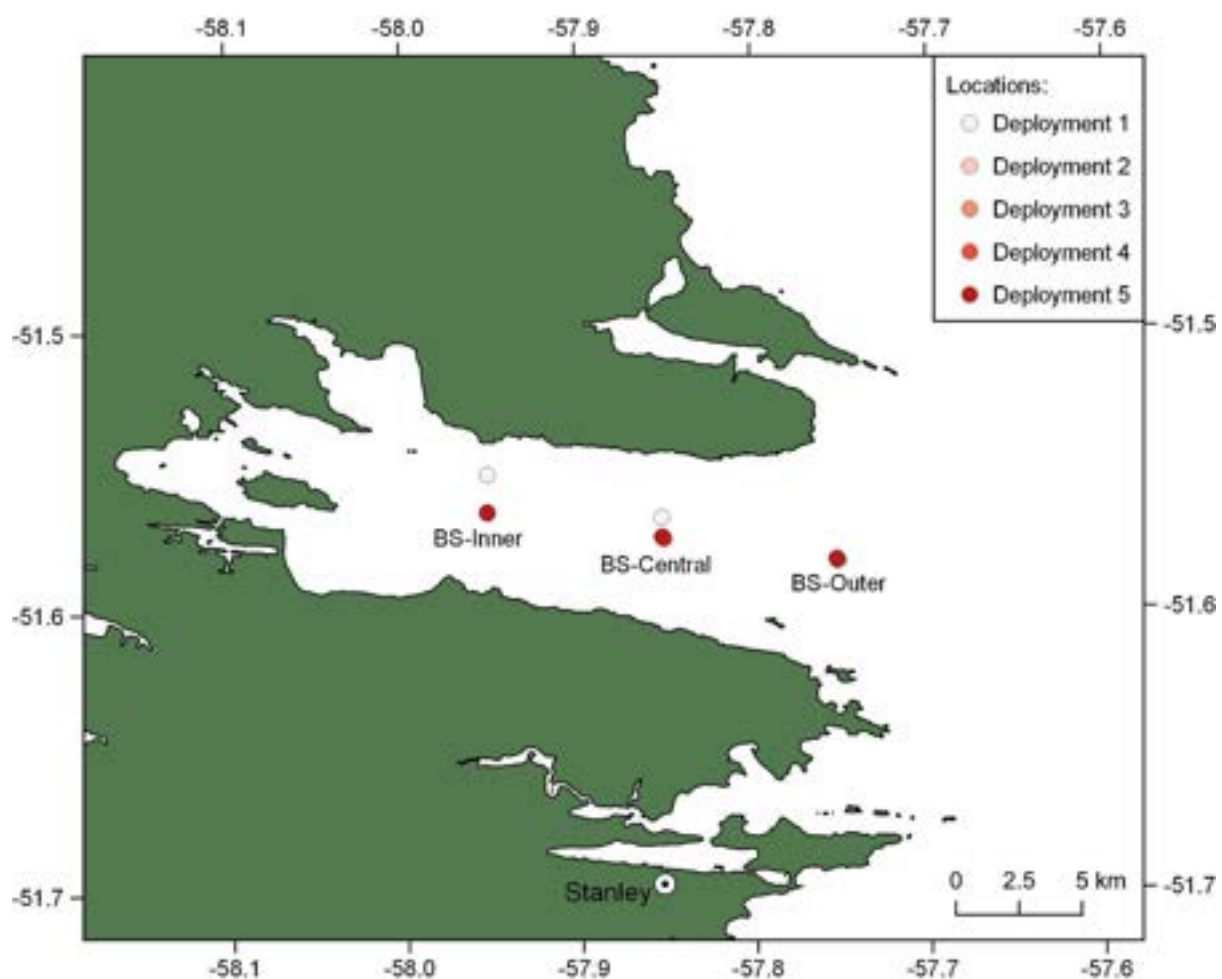 -58.1 -58.0 -57.9 -57.8 -57.7 -57.6
Locations:
Deployment 1
Deployment 2
Deployment 3
Deployment 4
Deployment 5
-51.5 -51.5
BS-Inner
BS-Central
BS-Outer
-51.6 -51.6
Stanley
0 2.5 5 km
-51.7 -51.7
-58.1 -58.0 -57.9 -57.8 -57.7 -57.6